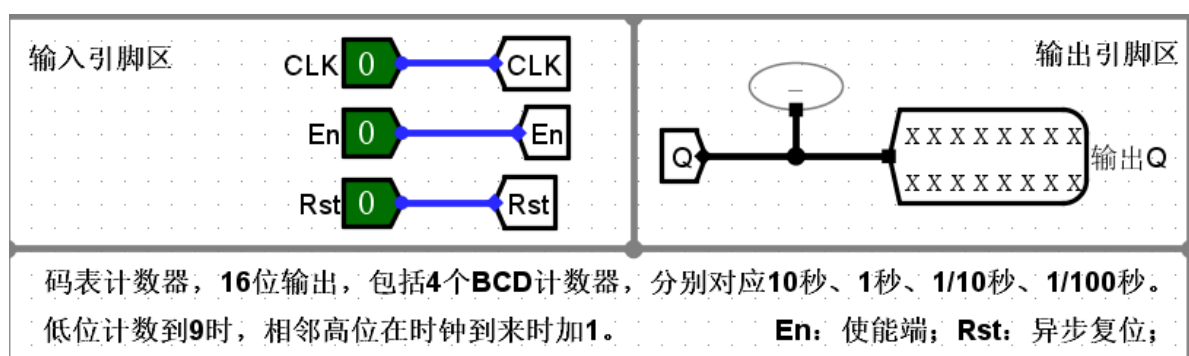 输入引脚区
CLK 0 CLK
En 0 En
Rst 0 Rst
输出引脚区
Q
XXXXXXXX
XXXXXXXX
输出Q
码表计数器，16位输出，包括4个BCD计数器，分别对应10秒、1秒、1/10秒、1/100秒。
低位计数到9时，相邻高位在时钟到来时加1。 En：使能端；Rst：异步复位；